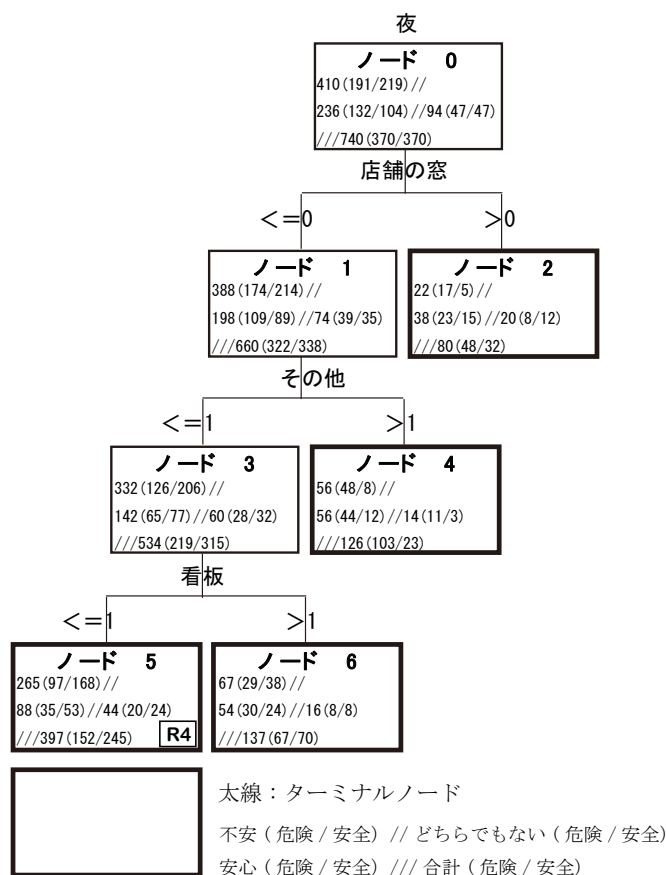 夜
ノード 0
410(191/219)//
236(132/104)//94(47/47)
///740(370/370)
店舗の窓
<=0
>0
ノード 1
388(174/214)//
198(109/89)//74(39/35)
///660(322/338)
ノード 2
22(17/5)//
38(23/15)//20(8/12)
///80(48/32)
その他
<=1
>1
ノード 3
332(126/206)//
142(65/77)//60(28/32)
///534(219/315)
ノード 4
56(48/8)//
56(44/12)//14(11/3)
///126(103/23)
看板
<=1
>1
ノード 5
265(97/168)//
88(35/53)//44(20/24)
///397(152/245)
R4
ノード 6
67(29/38)//
54(30/24)//16(8/8)
///137(67/70)
太線：ターミナルノード
不安 ( 危険 / 安全) // どちらでもない ( 危険 / 安全)
安心 ( 危険 / 安全) /// 合計 ( 危険 / 安全)